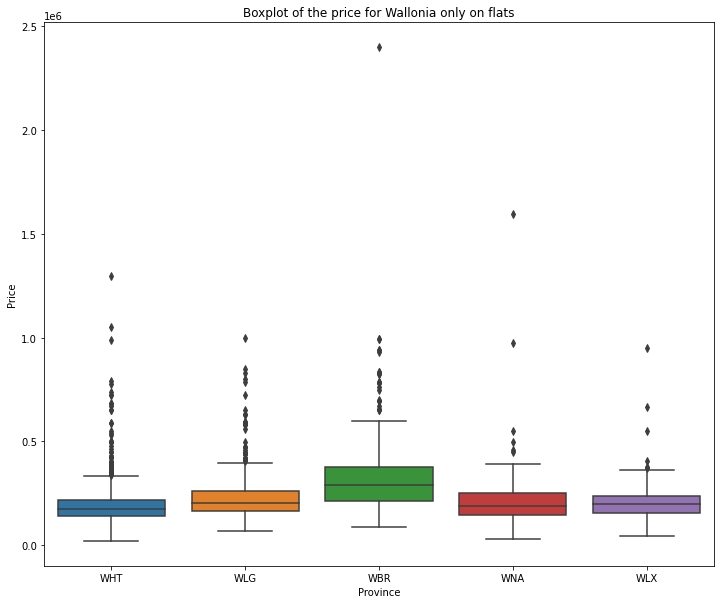 Boxplot of the price for Wallonia only on flats
1e6
2.5
2.0
1.5
1.0
0.5
0.0
Price
WHT WLG WBR WNA WLX
Province